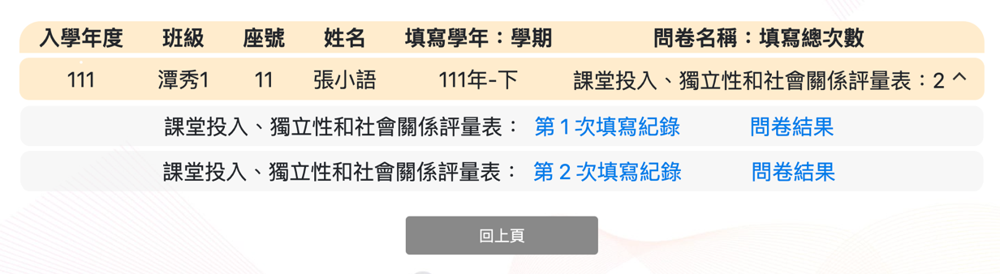 入學年度 班級 座號 姓名 填寫學年：學期 問卷名稱：填寫總次數
111 潭秀1 11 張小語 111年-下 課堂投入、獨立性和社會關係評量表：2
課堂投入、獨立性和社會關係評量表： 第 1 次填寫紀錄 問卷結果
課堂投入、獨立性和社會關係評量表： 第 2 次填寫紀錄 問卷結果
回上頁